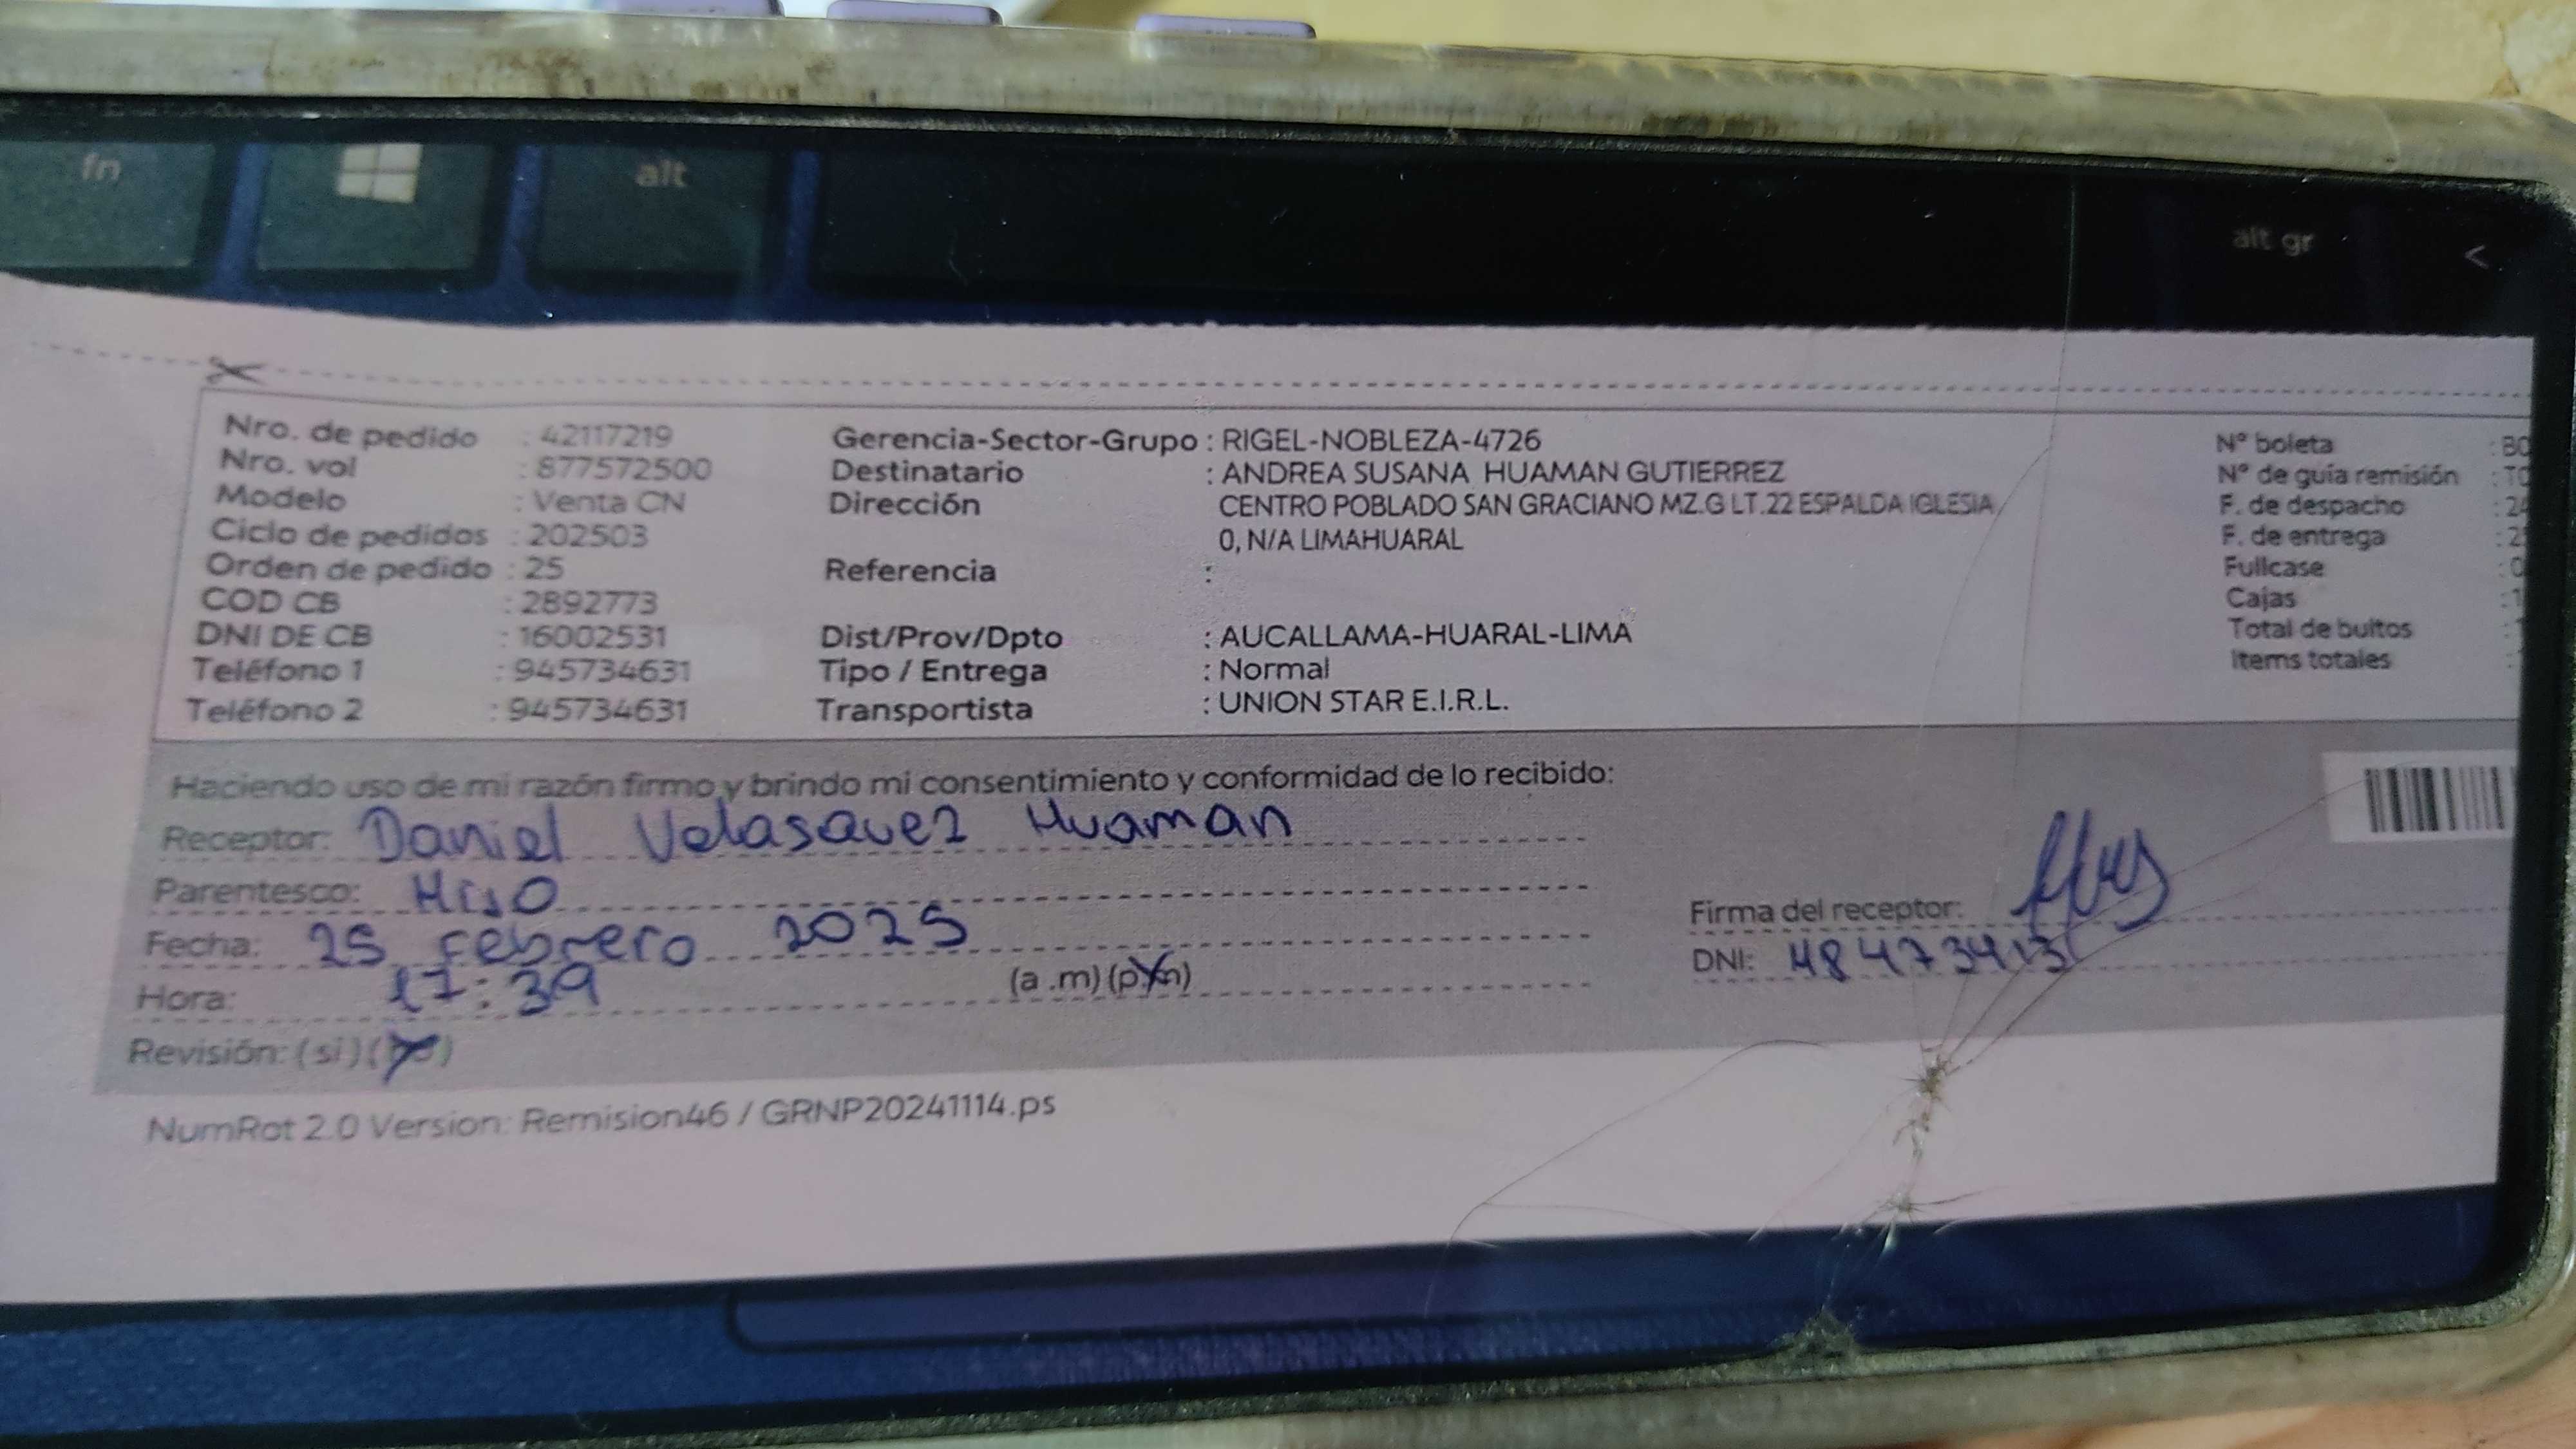 fn alt alt gr <
Nro. de pedido : 42117219
Nro. vol : 877572500
Modelo : Venta CN
Ciclo de pedidos : 202503
Orden de pedido : 25
COD CB : 2892773
DNI DE CB : 16002531
Teléfono 1 : 945734631
Teléfono 2 : 945734631
Gerencia-Sector-Grupo : RIGEL-NOBLEZA-4726
Destinatario : ANDREA SUSANA HUAMAN GUTIERREZ
Dirección CENTRO POBLADO SAN GRACIANO MZ.G LT.22 ESPALDA IGLESIA
0, N/A LIMAHUARAL
Referencia :
Dist/Prov/Dpto : AUCALLAMA-HUARAL-LIMA
Tipo / Entrega : Normal
Transportista : UNION STAR E.I.R.L.
N° boleta : B0
N° de guía remisión : T0
F. de despacho : 24
F. de entrega : 2
Fullcase : 0
Cajas : 1
Total de bultos :
Items totales :
Haciendo uso de mi razón firmo y brindo mi consentimiento y conformidad de lo recibido:
Receptor: Daniel Velasquez Huaman
Parentesco: Hijo
Fecha: 25 Febrero 2025
Hora: 17:39 (a.m) (p.m)
Revisión: (si) (no)
Firma del receptor:
DNI:
NumRot 2.0 Version: Remision46 / GRNP20241114.ps